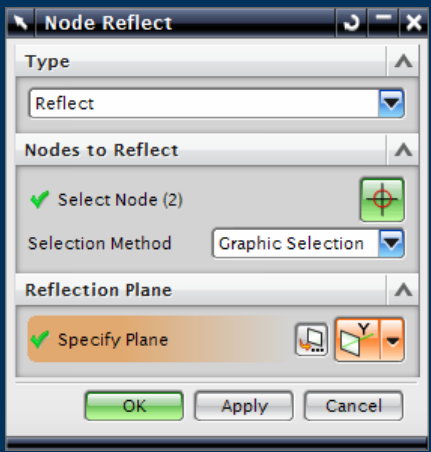 Node Reflect
Type
Reflect
Nodes to Reflect
Select Node (2)
Selection Method Graphic Selection
Reflection Plane
Specify Plane Y
OK Apply Cancel